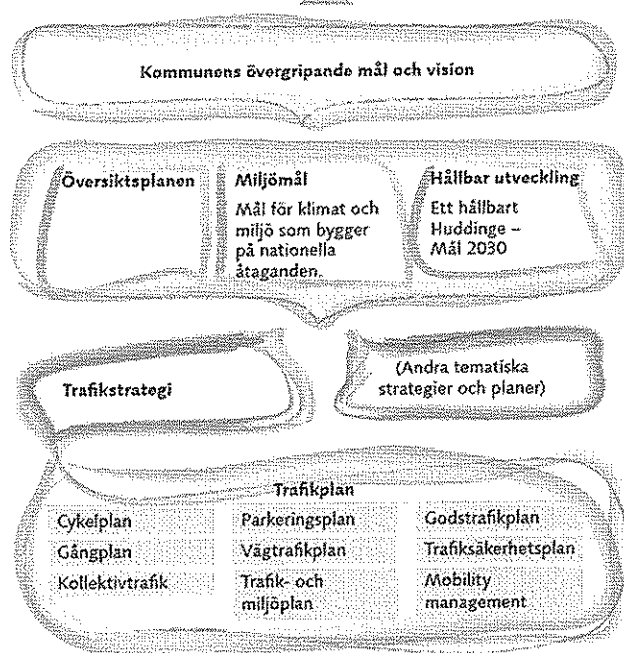 Kommunens övergripande mål och vision
Översiktsplanen
Miljömål
Mål för klimat och
miljö som bygger
på nationella
åtaganden.
Hållbar utveckling
Ett hållbart
Huddinge –
Mål 2030
Trafikstrategi
(Andra tematiska
strategier och planer)
Trafikplan
Cykelplan
Gångplan
Kollektivtrafik
Parkeringsplan
Vägtrafikplan
Trafik- och
miljöplan
Godstrafikplan
Trafiksäkerhetsplan
Mobility
management